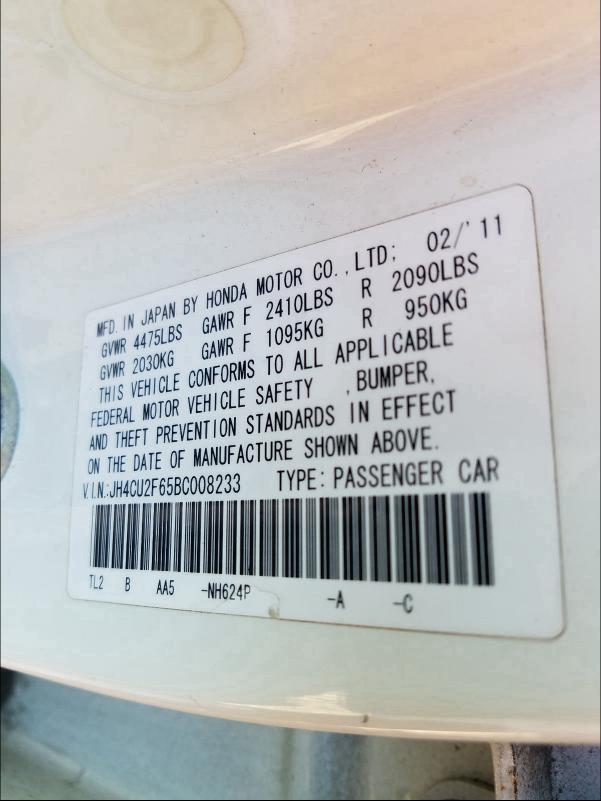 MFD. IN JAPAN BY HONDA MOTOR CO., LTD; 02/'11
GVWR 4475LBS GAWR F 2410LBS R 2090LBS
GVWR 2030KG GAWR F 1095KG R 950KG
THIS VEHICLE CONFORMS TO ALL APPLICABLE
FEDERAL MOTOR VEHICLE SAFETY , BUMPER,
AND THEFT PREVENTION STANDARDS IN EFFECT
ON THE DATE OF MANUFACTURE SHOWN ABOVE.
V.I.N.:JH4CU2F65BC008233 TYPE: PASSENGER CAR
TL2 B AA5 -NH624P -A -C